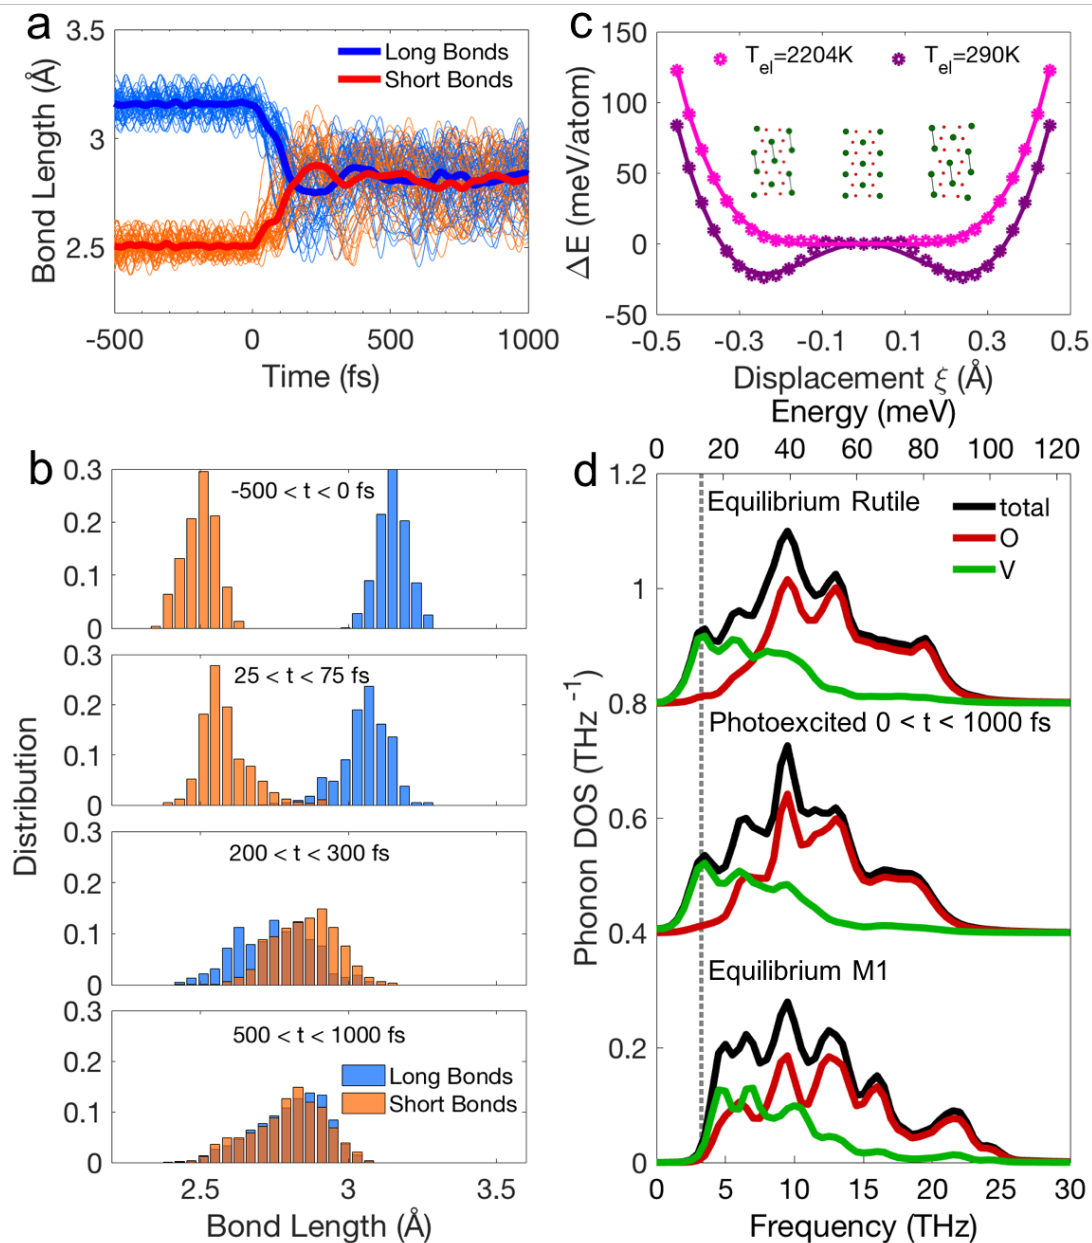 a
3.5
3
2.5
Bond Length (Å)
Long Bonds
Short Bonds
-500
0
500
1000
Time (fs)
c
150
100
50
0
-50
ΔE (meV/atom)
T_el=2204K
T_el=290K
-0.5
-0.3
-0.1
0.1
0.3
0.5
Displacement ξ (Å)
b
0.3
0.2
0.1
0
-500 < t < 0 fs
0.3
0.2
0.1
0
25 < t < 75 fs
0.3
0.2
0.1
0
200 < t < 300 fs
0.3
0.2
0.1
0
500 < t < 1000 fs
Long Bonds
Short Bonds
Distribution
2.5
3
3.5
Bond Length (Å)
Energy (meV)
0
20
40
60
80
100
120
d
1.2
1
0.8
0.6
0.4
0.2
0
Phonon DOS (THz⁻¹)
Equilibrium Rutile
total
O
V
Photoexcited 0 < t < 1000 fs
Equilibrium M1
0
5
10
15
20
25
30
Frequency (THz)